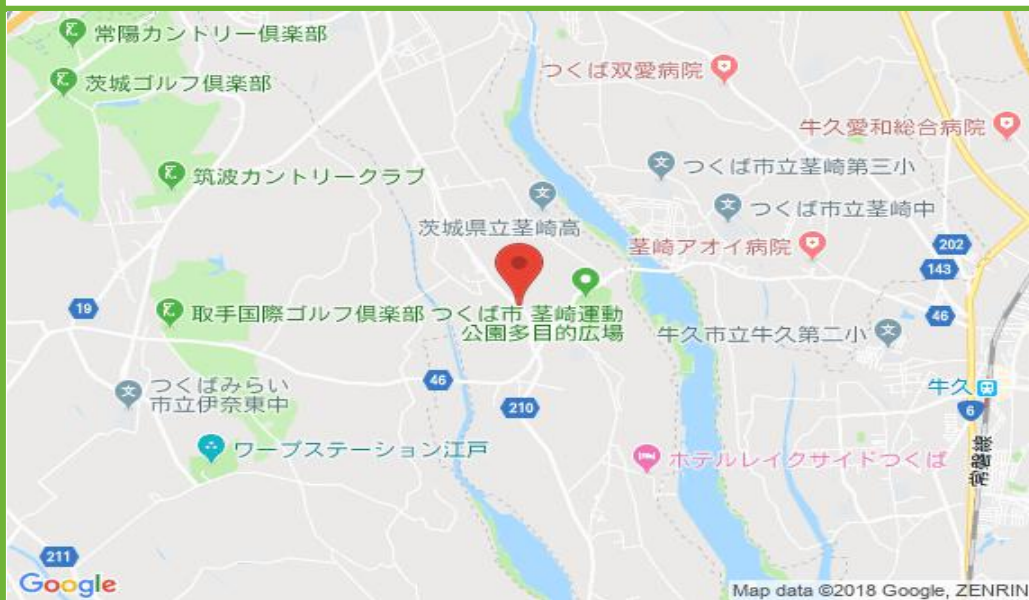 常陽カントリー倶楽部
茨城ゴルフ倶楽部
つくば双愛病院
牛久愛和総合病院
筑波カントリークラブ
つくば市立茎崎第三小
つくば市立茎崎中
茨城県立茎崎高
茎崎アオイ病院
202
143
19
取手国際ゴルフ倶楽部
つくば市 茎崎運動
公園多目的広場
46
牛久市立牛久第二小
つくばみらい
市立伊奈東中
46
210
牛久
6
ワープステーション江戸
ホテルレイクサイドつくば
常磐線
211
Google
Map data ©2018 Google, ZENRIN